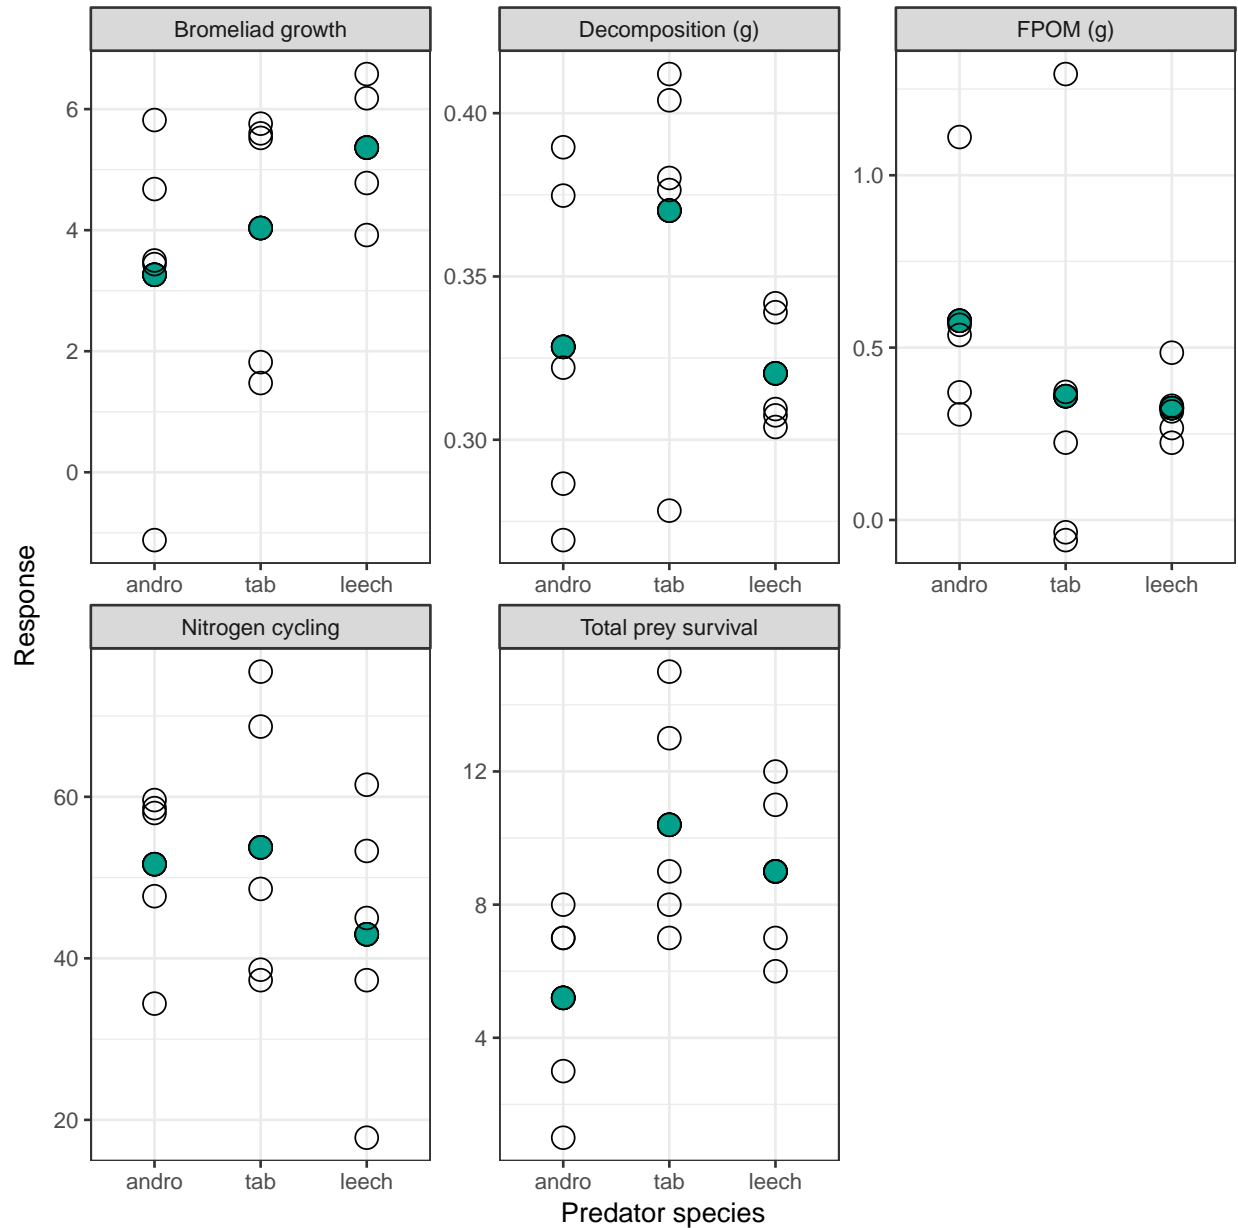 Bromeliad growth
Decomposition (g)
FPOM (g)
6
4
2
0
0.40
0.35
0.30
1.0
0.5
0.0
andro tab leech
andro tab leech
andro tab leech
Response
Nitrogen cycling
Total prey survival
60
40
20
12
8
4
andro tab leech
andro tab leech
Predator species